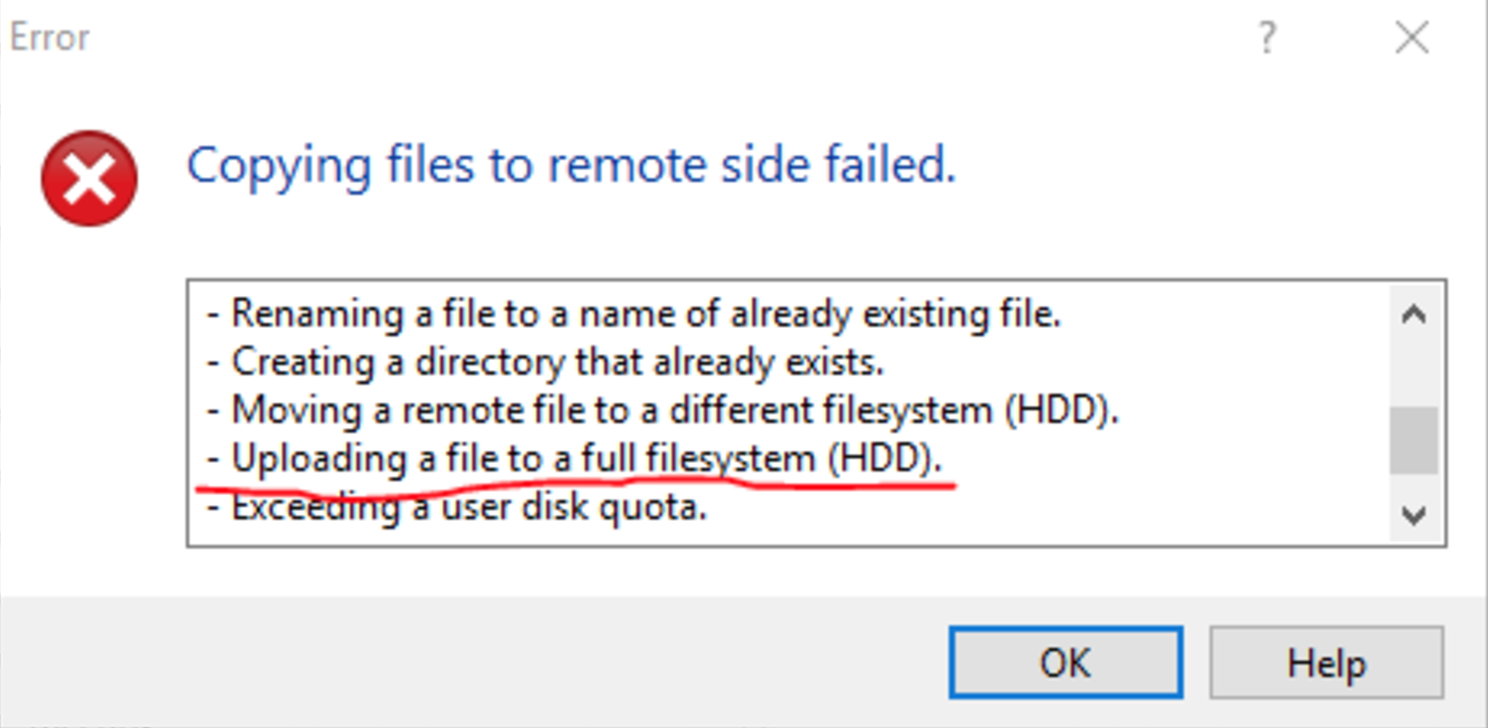 Error
Copying files to remote side failed.
- Renaming a file to a name of already existing file.
- Creating a directory that already exists.
- Moving a remote file to a different filesystem (HDD).
- Uploading a file to a full filesystem (HDD).
- Exceeding a user disk quota.
OK
Help